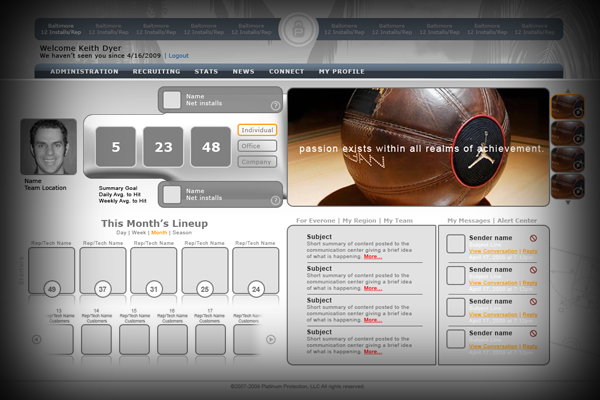 Baltimore Baltimore Baltimore Baltimore Baltimore Baltimore Baltimore Baltimore Baltimore Baltimore
12 Installs/Rep 12 Installs/Rep 12 Installs/Rep 12 Installs/Rep 12 Installs/Rep 12 Installs/Rep 12 Installs/Rep 12 Installs/Rep 12 Installs/Rep 12 Installs/Rep
Welcome Keith Dyer
We haven't seen you since 4/16/2009 | Logout
ADMINISTRATION RECRUITING STATS NEWS CONNECT MY PROFILE
Name
Net installs
?
5 23 48
Individual
Office
Company
Name
Team Location
Summary Goal
Daily Avg. to Hit
Weekly Avg. to Hit
Name
Net installs
?
passion exists within all realms of achievement.
This Month's Lineup
Day | Week | Month | Season
Rep/Tech Name Rep/Tech Name Rep/Tech Name Rep/Tech Name Rep/Tech Name
49 37 31 25 24
13 14 15 16 17 18
Rep/Tech Name Rep/Tech Name Rep/Tech Name Rep/Tech Name Rep/Tech Name Rep/Tech Name
Customers Customers Customers Customers Customers Customers
For Everone | My Region | My Team
Subject
Short summary of content posted to the
communication center giving a brief idea
of what is happening. More...
Subject
Short summary of content posted to the
communication center giving a brief idea
of what is happening. More...
Subject
Short summary of content posted to the
communication center giving a brief idea
of what is happening. More...
Subject
Short summary of content posted to the
communication center giving a brief idea
of what is happening. More...
My Messages | Alert Center
Sender name
View Conversation | Reply
Sender name
View Conversation | Reply
Sender name
View Conversation | Reply
Sender name
View Conversation | Reply
©2007-2009 Platinum Protection, LLC All rights reserved.